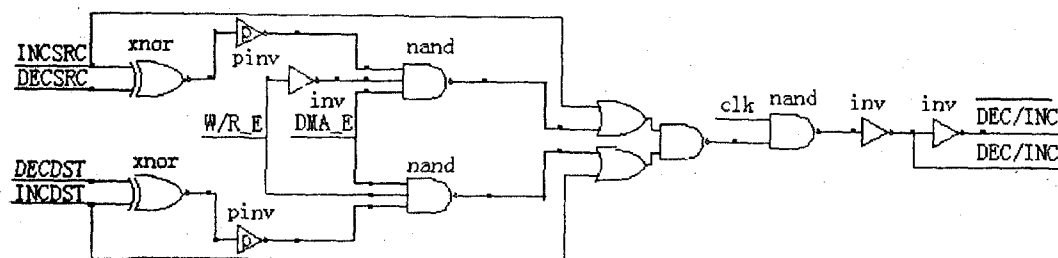 xnor
p
pinv
nand
INCSRC
DECSRC
inv
W/R_E
DMA_E
clk
nand
inv
inv
DEC/INC
DEC/INC
DECDST
INCDST
xnor
nand
pinv
p